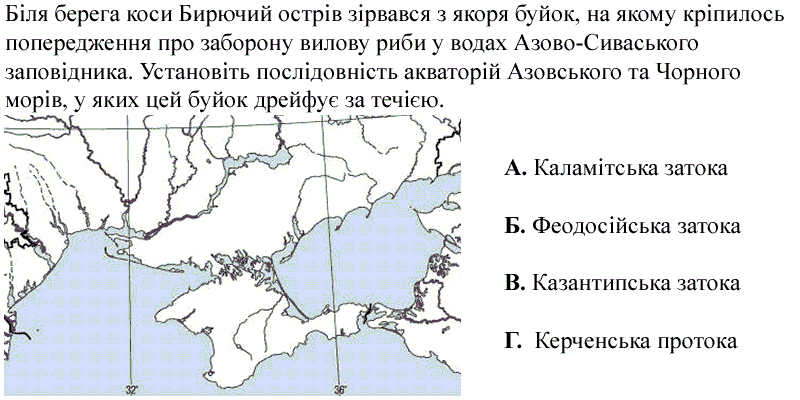 Біля берега коси Бирючий острів зірвався з якоря буйок, на якому кріпилось
попередження про заборону вилову риби у водах Азово-Сиваського
заповідника. Установіть послідовність акваторій Азовського та Чорного
морів, у яких цей буйок дрейфує за течією.
А. Каламітська затока
Б. Феодосійська затока
В. Казантипська затока
Г. Керченська протока
32°
36°